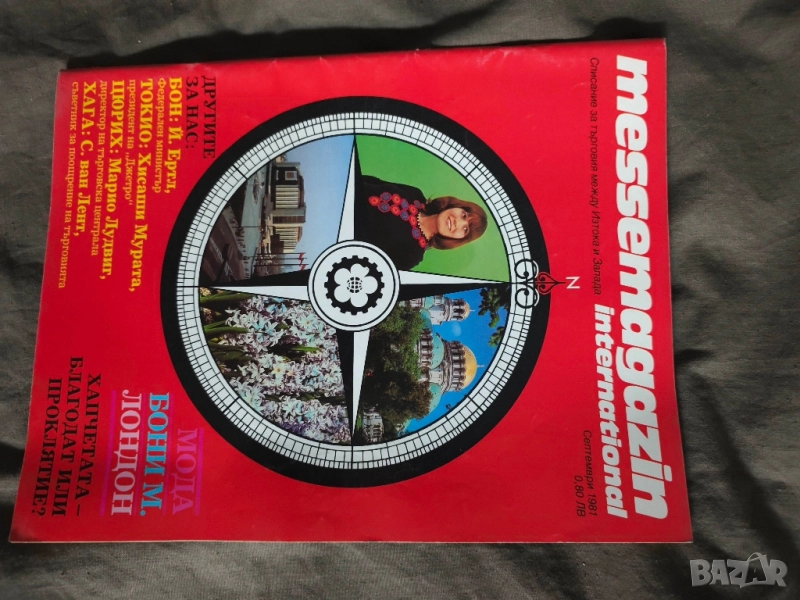 messemagazin
international
Списание за търговия между Изтока и Запада
Септември 1981
0,80 ЛВ
N
ДРУГИТЕ
ЗА НАС:
БОН: Й. Ертл,
Федерален министър
ТОКИО: Хисаши Мурата,
президент на „Джетро“
ЦЮРИХ: Марио Лудвиг,
директор на търговска централа
ХАГА: С. ван Лент,
съветник за поощрение на търговията
МОДА
БОНИ М.
ЛОНДОН
ХАПЧЕТАТА –
БЛАГОДАТ ИЛИ
ПРОКЛЯТИЕ?
BAZAR